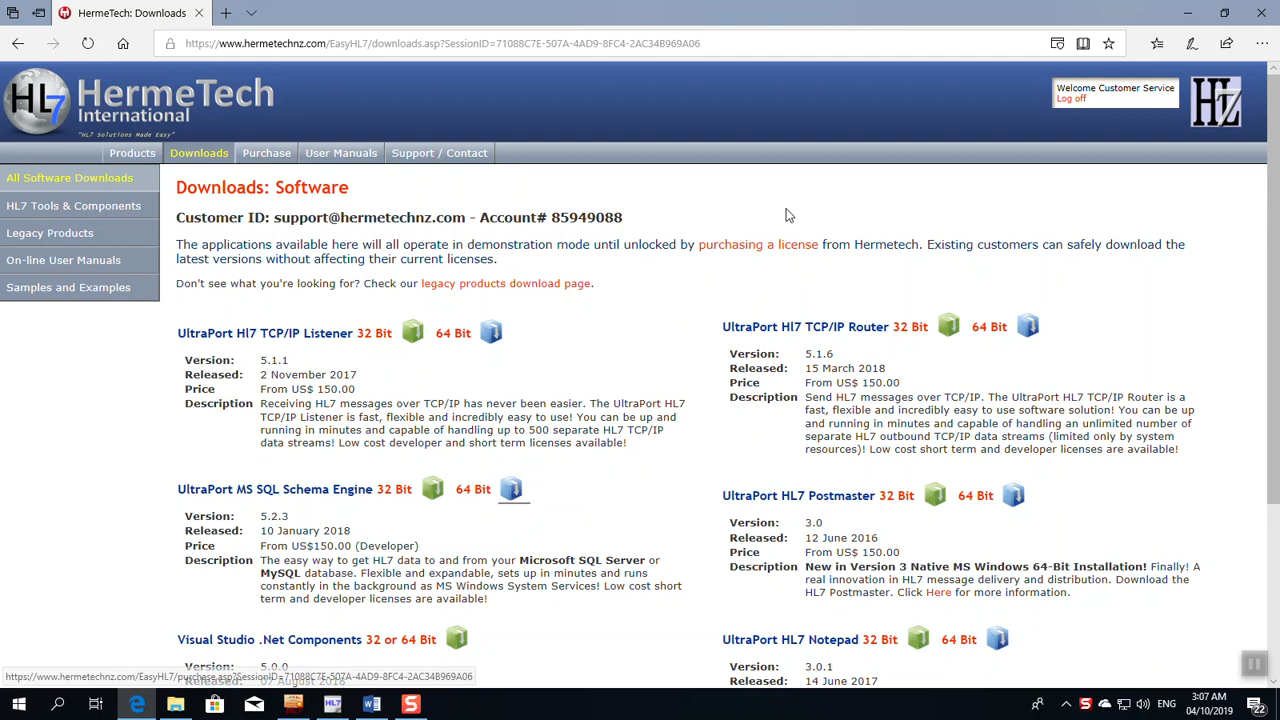 HermeTech: Downloads
https://www.hermetechnz.com/EasyHL7/downloads.asp?SessionID=71088C7E-507A-4AD9-8FC4-2AC34B969A06
HL7
HermeTech
International
"HL7 Solutions Made Easy"
Welcome Customer Service
Log off
Products
Downloads
Purchase
User Manuals
Support / Contact
All Software Downloads
HL7 Tools & Components
Legacy Products
On-line User Manuals
Samples and Examples
Downloads: Software
Customer ID: support@hermetechnz.com - Account# 85949088
The applications available here will all operate in demonstration mode until unlocked by purchasing a license from Hermetech. Existing customers can safely download the
latest versions without affecting their current licenses.
Don't see what you're looking for? Check our legacy products download page.
UltraPort Hl7 TCP/IP Listener 32 Bit 64 Bit
Version: 5.1.1
Released: 2 November 2017
Price From US$ 150.00
Description Receiving HL7 messages over TCP/IP has never been easier. The UltraPort HL7
TCP/IP Listener is fast, flexible and incredibly easy to use! You can be up and
running in minutes and capable of handling up to 500 separate HL7 TCP/IP
data streams! Low cost developer and short term licenses available!
UltraPort Hl7 TCP/IP Router 32 Bit 64 Bit
Version: 5.1.6
Released: 15 March 2018
Price From US$ 150.00
Description Send HL7 messages over TCP/IP. The UltraPort HL7 TCP/IP Router is a
fast, flexible and incredibly easy to use software solution! You can be up
and running in minutes and capable of handling an unlimited number of
separate HL7 outbound TCP/IP data streams (limited only by system
resources)! Low cost short term and developer licenses are available!
UltraPort MS SQL Schema Engine 32 Bit 64 Bit
Version: 5.2.3
Released: 10 January 2018
Price From US$150.00 (Developer)
Description The easy way to get HL7 data to and from your Microsoft SQL Server or
MySQL database. Flexible and expandable, sets up in minutes and runs
constantly in the background as MS Windows System Services! Low cost short
term and developer licenses are available!
UltraPort HL7 Postmaster 32 Bit 64 Bit
Version: 3.0
Released: 12 June 2016
Price From US$ 150.00
Description New in Version 3 Native MS Windows 64-Bit Installation! Finally! A
real innovation in HL7 message delivery and distribution. Download the
HL7 Postmaster. Click Here for more information.
Visual Studio .Net Components 32 or 64 Bit
Version: 5.0.0
Released: 07 August 2018
UltraPort HL7 Notepad 32 Bit 64 Bit
Version: 3.0.1
Released: 14 June 2017
https://www.hermetechnz.com/EasyHL7/purchase.asp?SessionID=71088C7E-507A-4AD9-8FC4-2AC34B969A06
ENG
3:07 AM
04/10/2019
22